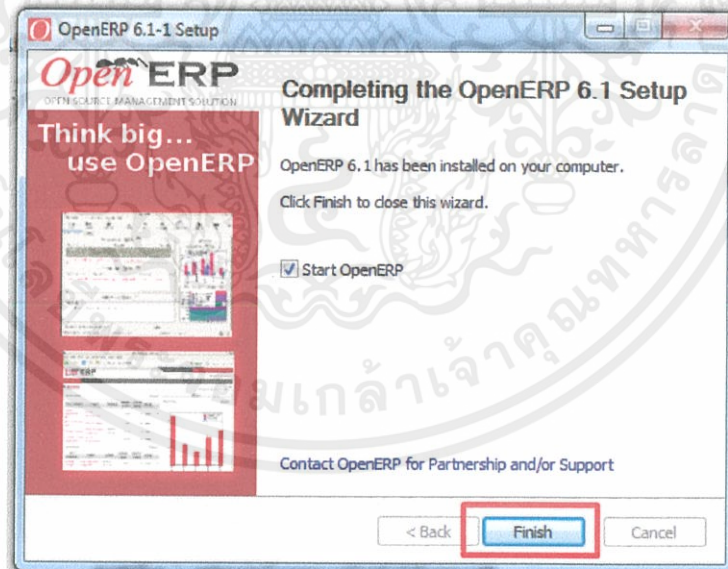 OpenERP 6.1-1 Setup
Open ERP
OPEN SOURCE MANAGEMENT SOLUTION
Think big...
use OpenERP
Completing the OpenERP 6.1 Setup
Wizard
OpenERP 6.1 has been installed on your computer.
Click Finish to close this wizard.
Start OpenERP
Contact OpenERP for Partnership and/or Support
< Back
Finish
Cancel